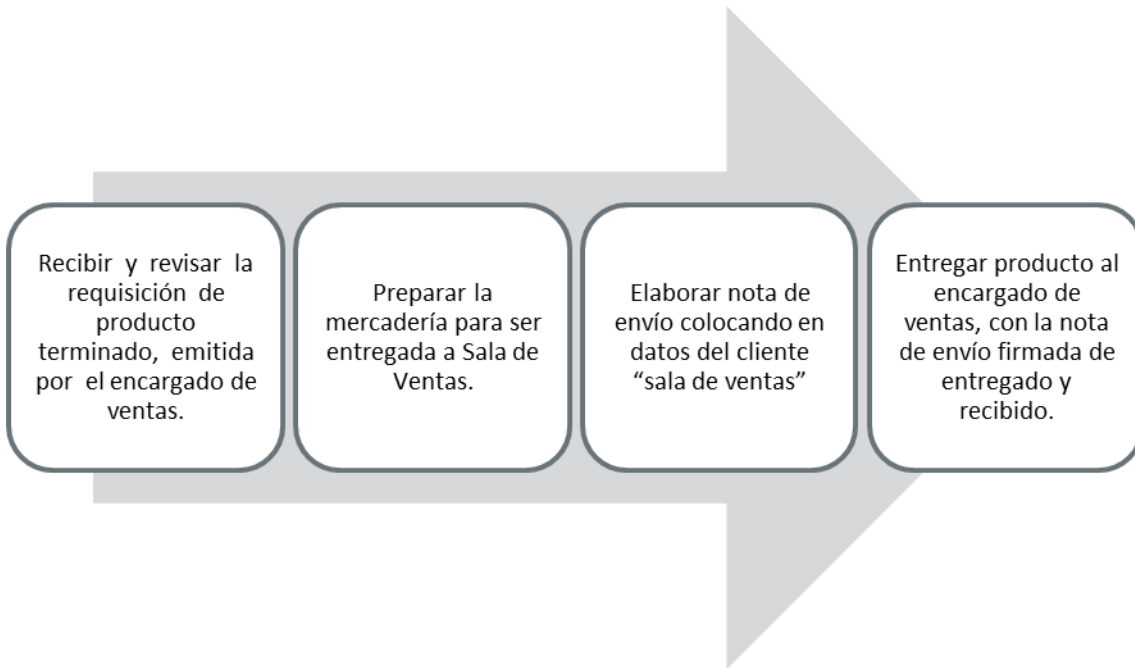 Recibir y revisar la
requisición de
producto
terminado, emitida
por el encargado de
ventas.
Preparar la
mercadería para ser
entregada a Sala de
Ventas.
Elaborar nota de
envío colocando en
datos del cliente
“sala de ventas”
Entregar producto al
encargado de
ventas, con la nota
de envío firmada de
entregado y
recibido.